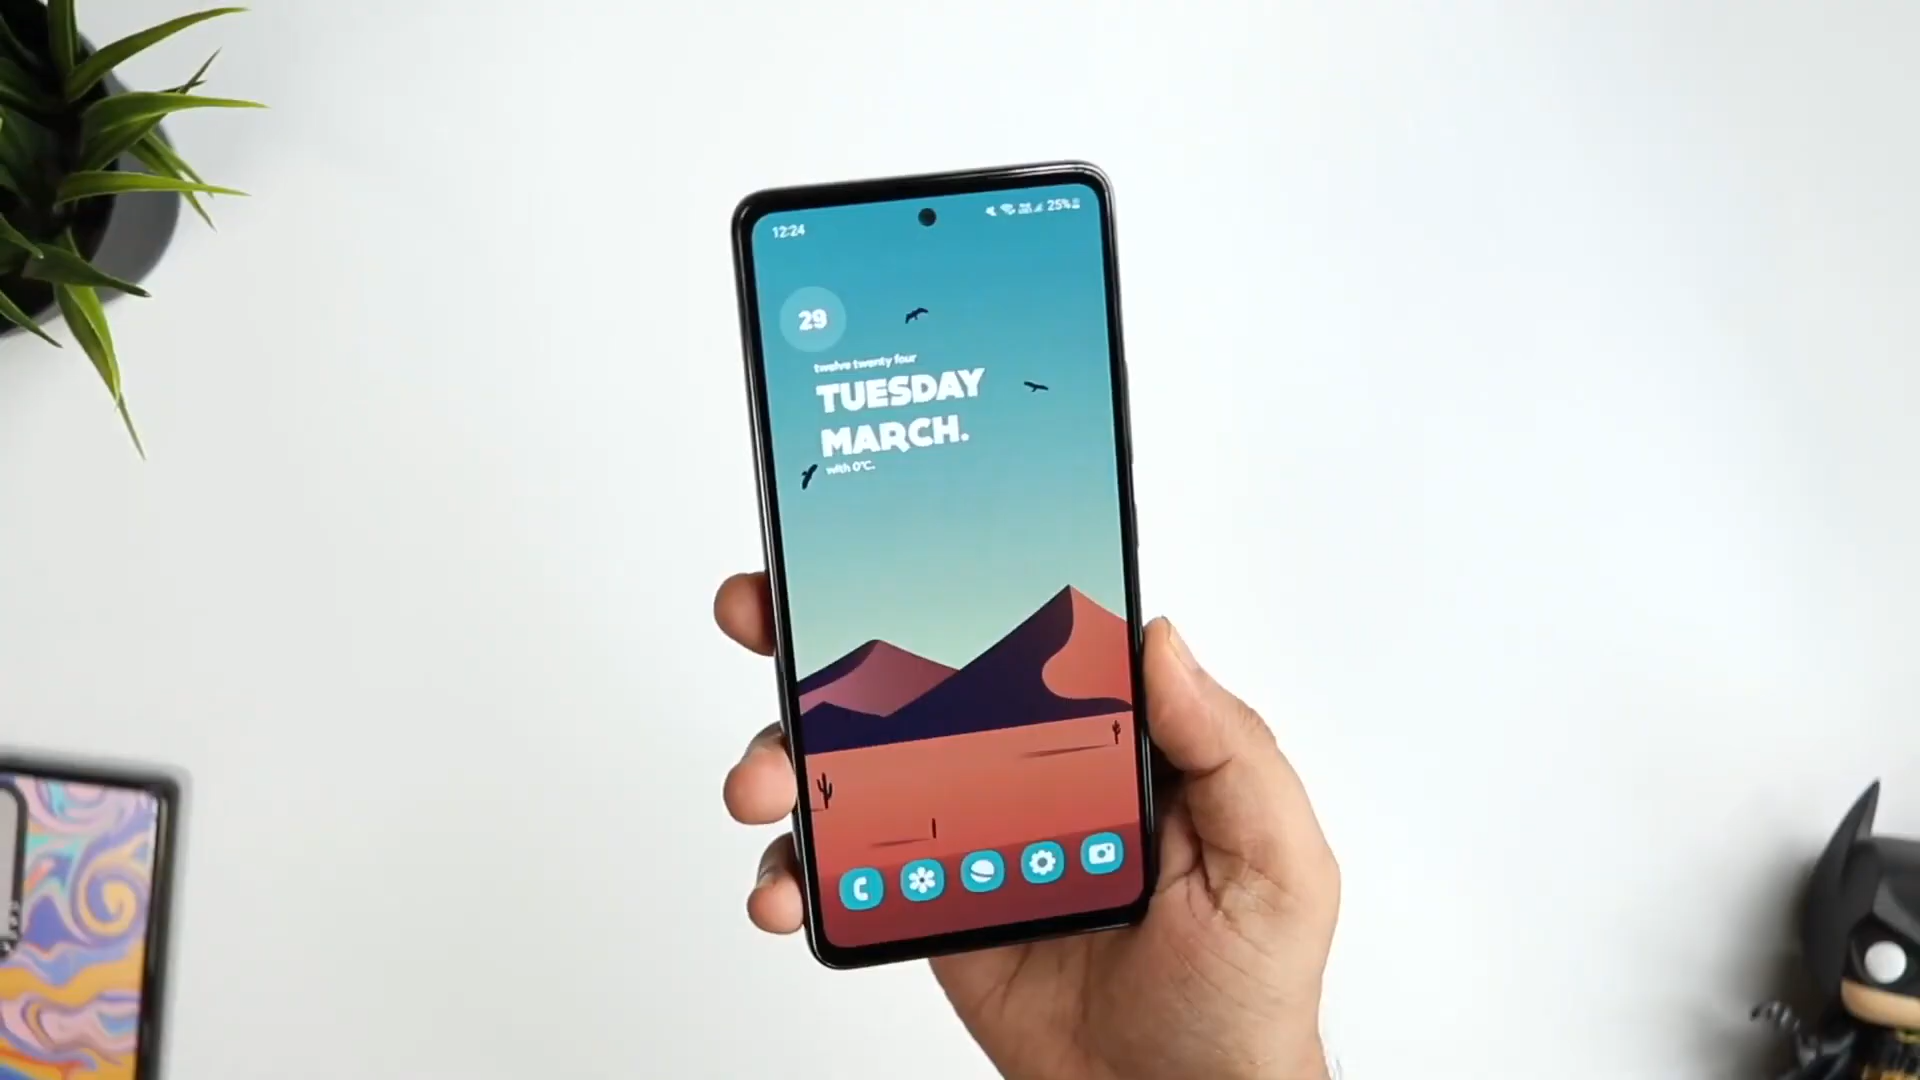 12:24
25%
29
twelve twenty four
TUESDAY
MARCH.
with 0°C.